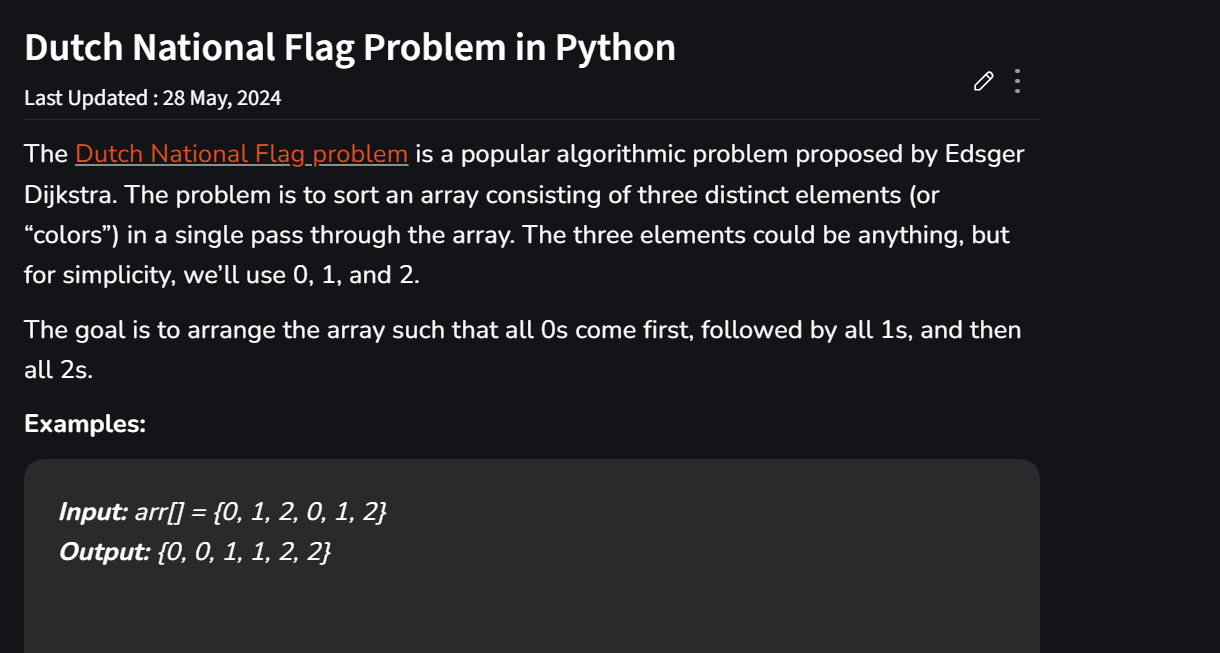 Dutch National Flag Problem in Python
Last Updated : 28 May, 2024
The Dutch National Flag problem is a popular algorithmic problem proposed by Edsger
Dijkstra. The problem is to sort an array consisting of three distinct elements (or
“colors”) in a single pass through the array. The three elements could be anything, but
for simplicity, we’ll use 0, 1, and 2.
The goal is to arrange the array such that all 0s come first, followed by all 1s, and then
all 2s.
Examples:
Input: arr[] = {0, 1, 2, 0, 1, 2}
Output: {0, 0, 1, 1, 2, 2}